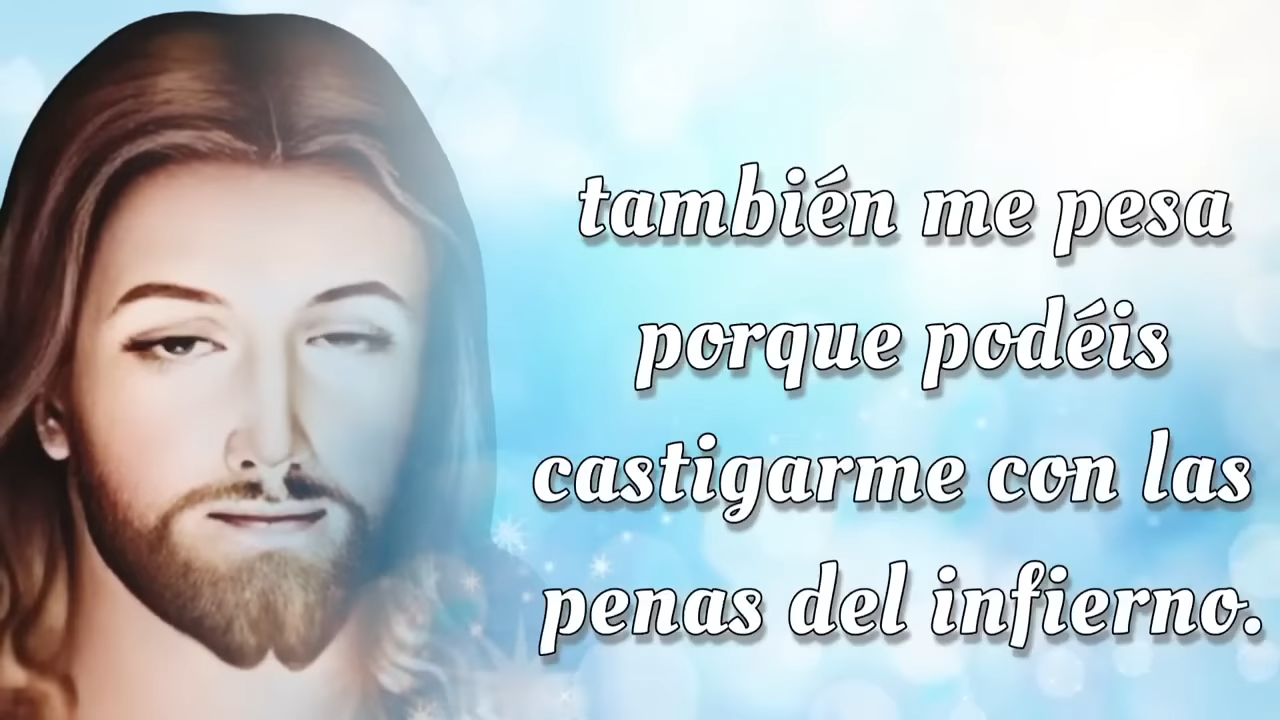 también me pesa
porque podéis
castigarme con las
penas del infierno.